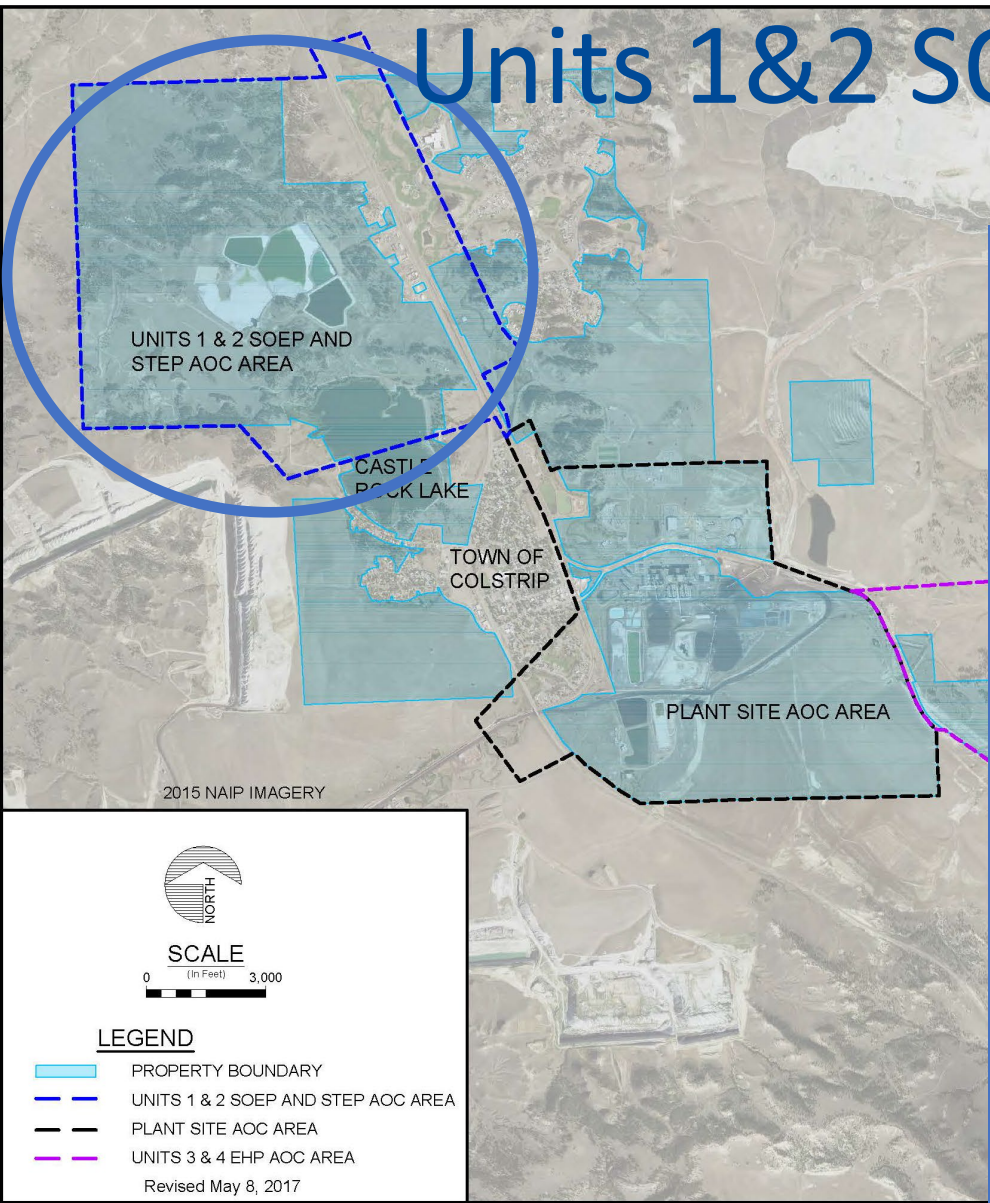 Units 1&2 SO
UNITS 1 & 2 SOEP AND
STEP AOC AREA
CASTLE
ROCK LAKE
TOWN OF
COLSTRIP
PLANT SITE AOC AREA
2015 NAIP IMAGERY
NORTH
SCALE
(In Feet)
0 3,000
LEGEND
PROPERTY BOUNDARY
UNITS 1 & 2 SOEP AND STEP AOC AREA
PLANT SITE AOC AREA
UNITS 3 & 4 EHP AOC AREA
Revised May 8, 2017